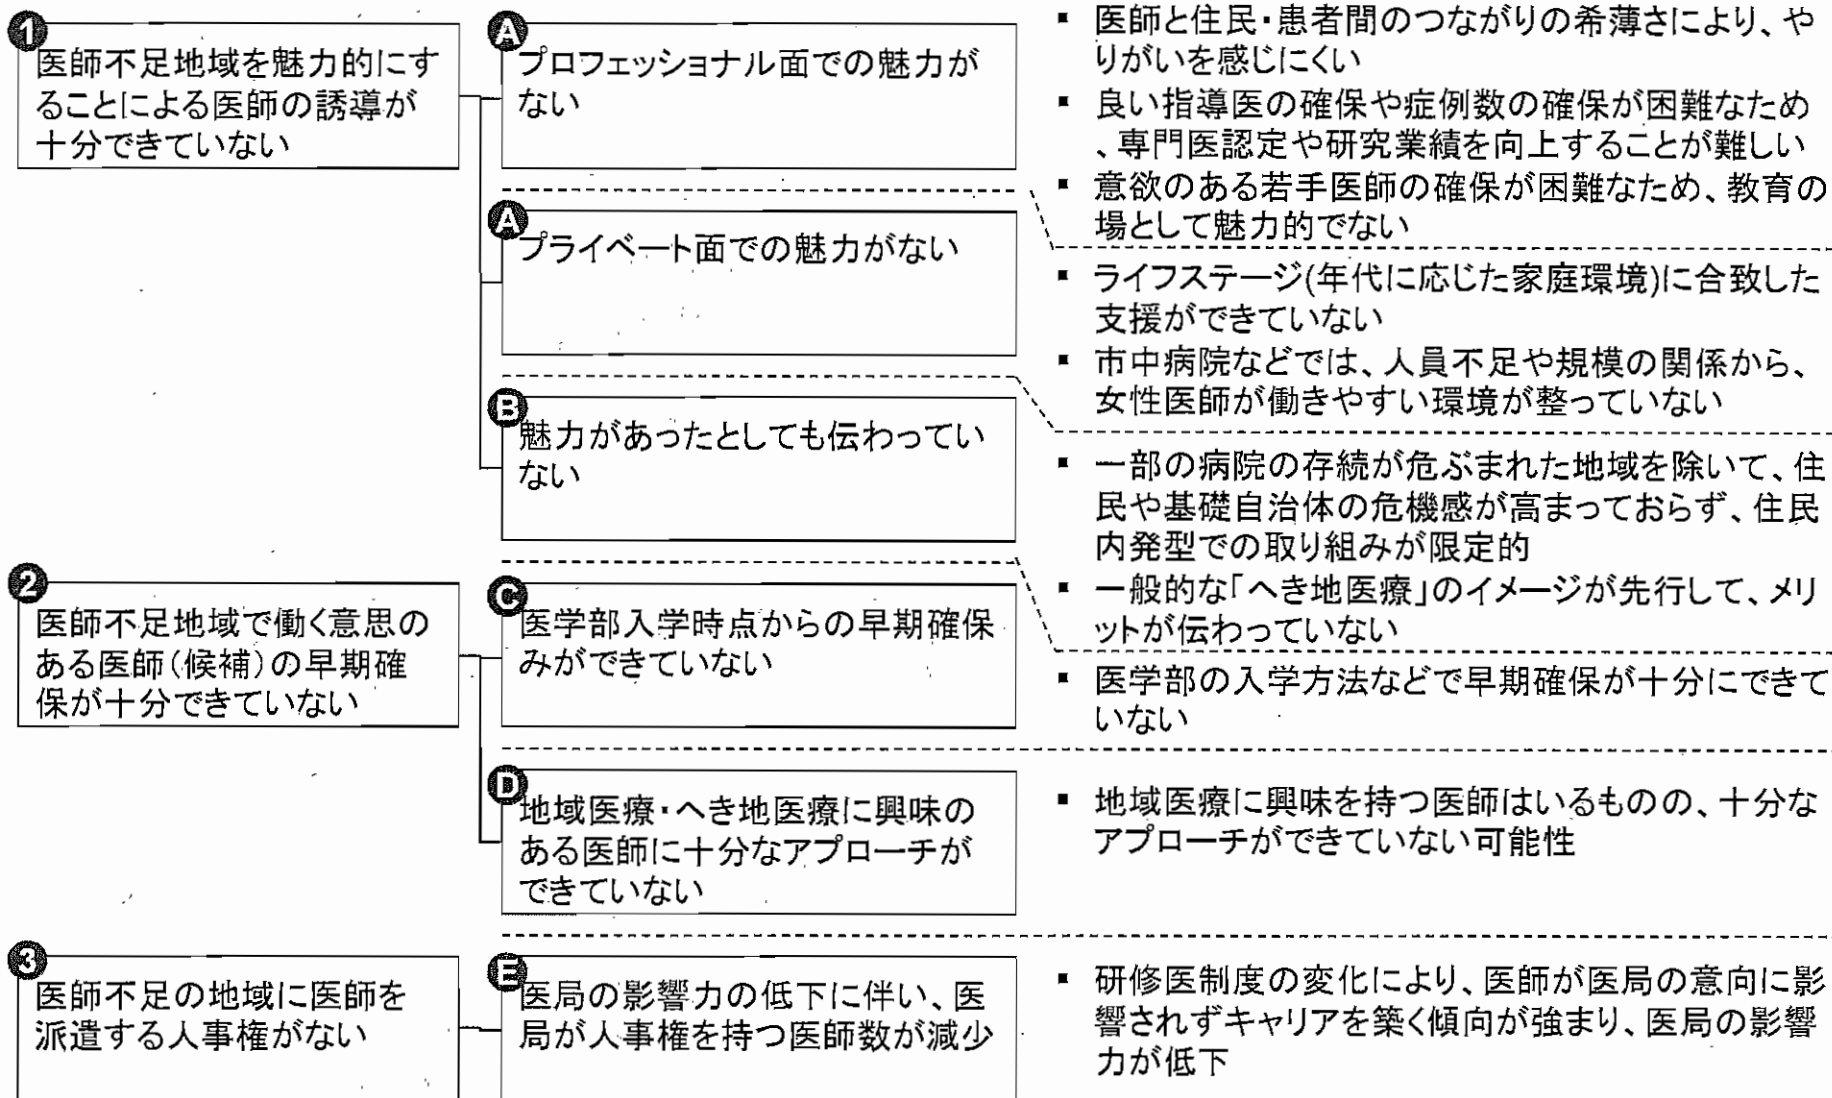 1
医師不足地域を魅力的にす
ることによる医師の誘導が
十分できていない
A
プロフェッショナル面での魅力が
ない
▪ 医師と住民・患者間のつながりの希薄さにより、や
りがいを感じにくい
▪ 良い指導医の確保や症例数の確保が困難なため
、専門医認定や研究業績を向上することが難しい
▪ 意欲のある若手医師の確保が困難なため、教育の
場として魅力的でない
A
プライベート面での魅力がない
▪ ライフステージ(年代に応じた家庭環境)に合致した
支援ができていない
▪ 市中病院などでは、人員不足や規模の関係から、
女性医師が働きやすい環境が整っていない
B
魅力があったとしても伝わってい
ない
▪ 一部の病院の存続が危ぶまれた地域を除いて、住
民や基礎自治体の危機感が高まっておらず、住民
内発型での取り組みが限定的
▪ 一般的な「へき地医療」のイメージが先行して、メリ
ットが伝わっていない
2
医師不足地域で働く意思の
ある医師(候補)の早期確
保が十分できていない
C
医学部入学時点からの早期確保
みができていない
▪ 医学部の入学方法などで早期確保が十分にできて
いない
D
地域医療・へき地医療に興味の
ある医師に十分なアプローチが
できていない
▪ 地域医療に興味を持つ医師はいるものの、十分な
アプローチができていない可能性
3
医師不足の地域に医師を
派遣する人事権がない
E
医局の影響力の低下に伴い、医
局が人事権を持つ医師数が減少
▪ 研修医制度の変化により、医師が医局の意向に影
響されずキャリアを築く傾向が強まり、医局の影響
力が低下